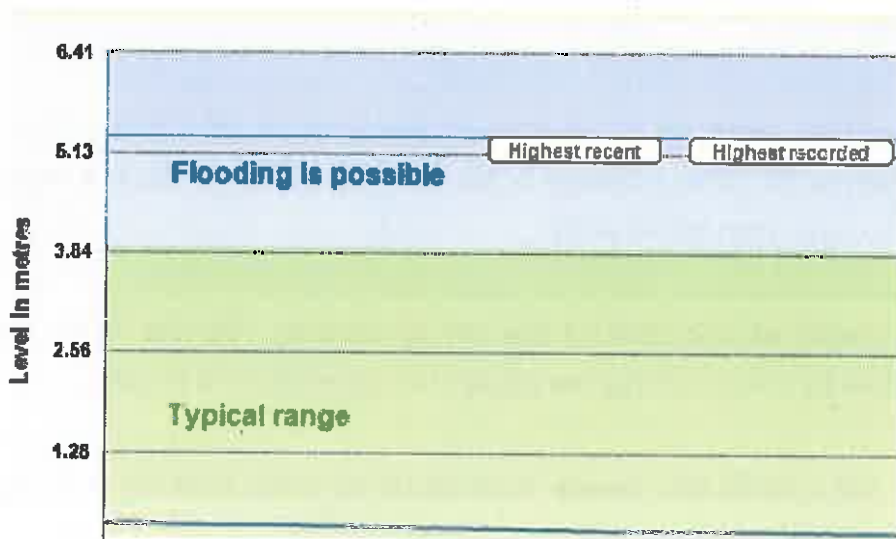 6.41
5.13
Highest recent
Highest recorded
Flooding is possible
3.84
Level in metres
2.56
Typical range
1.28